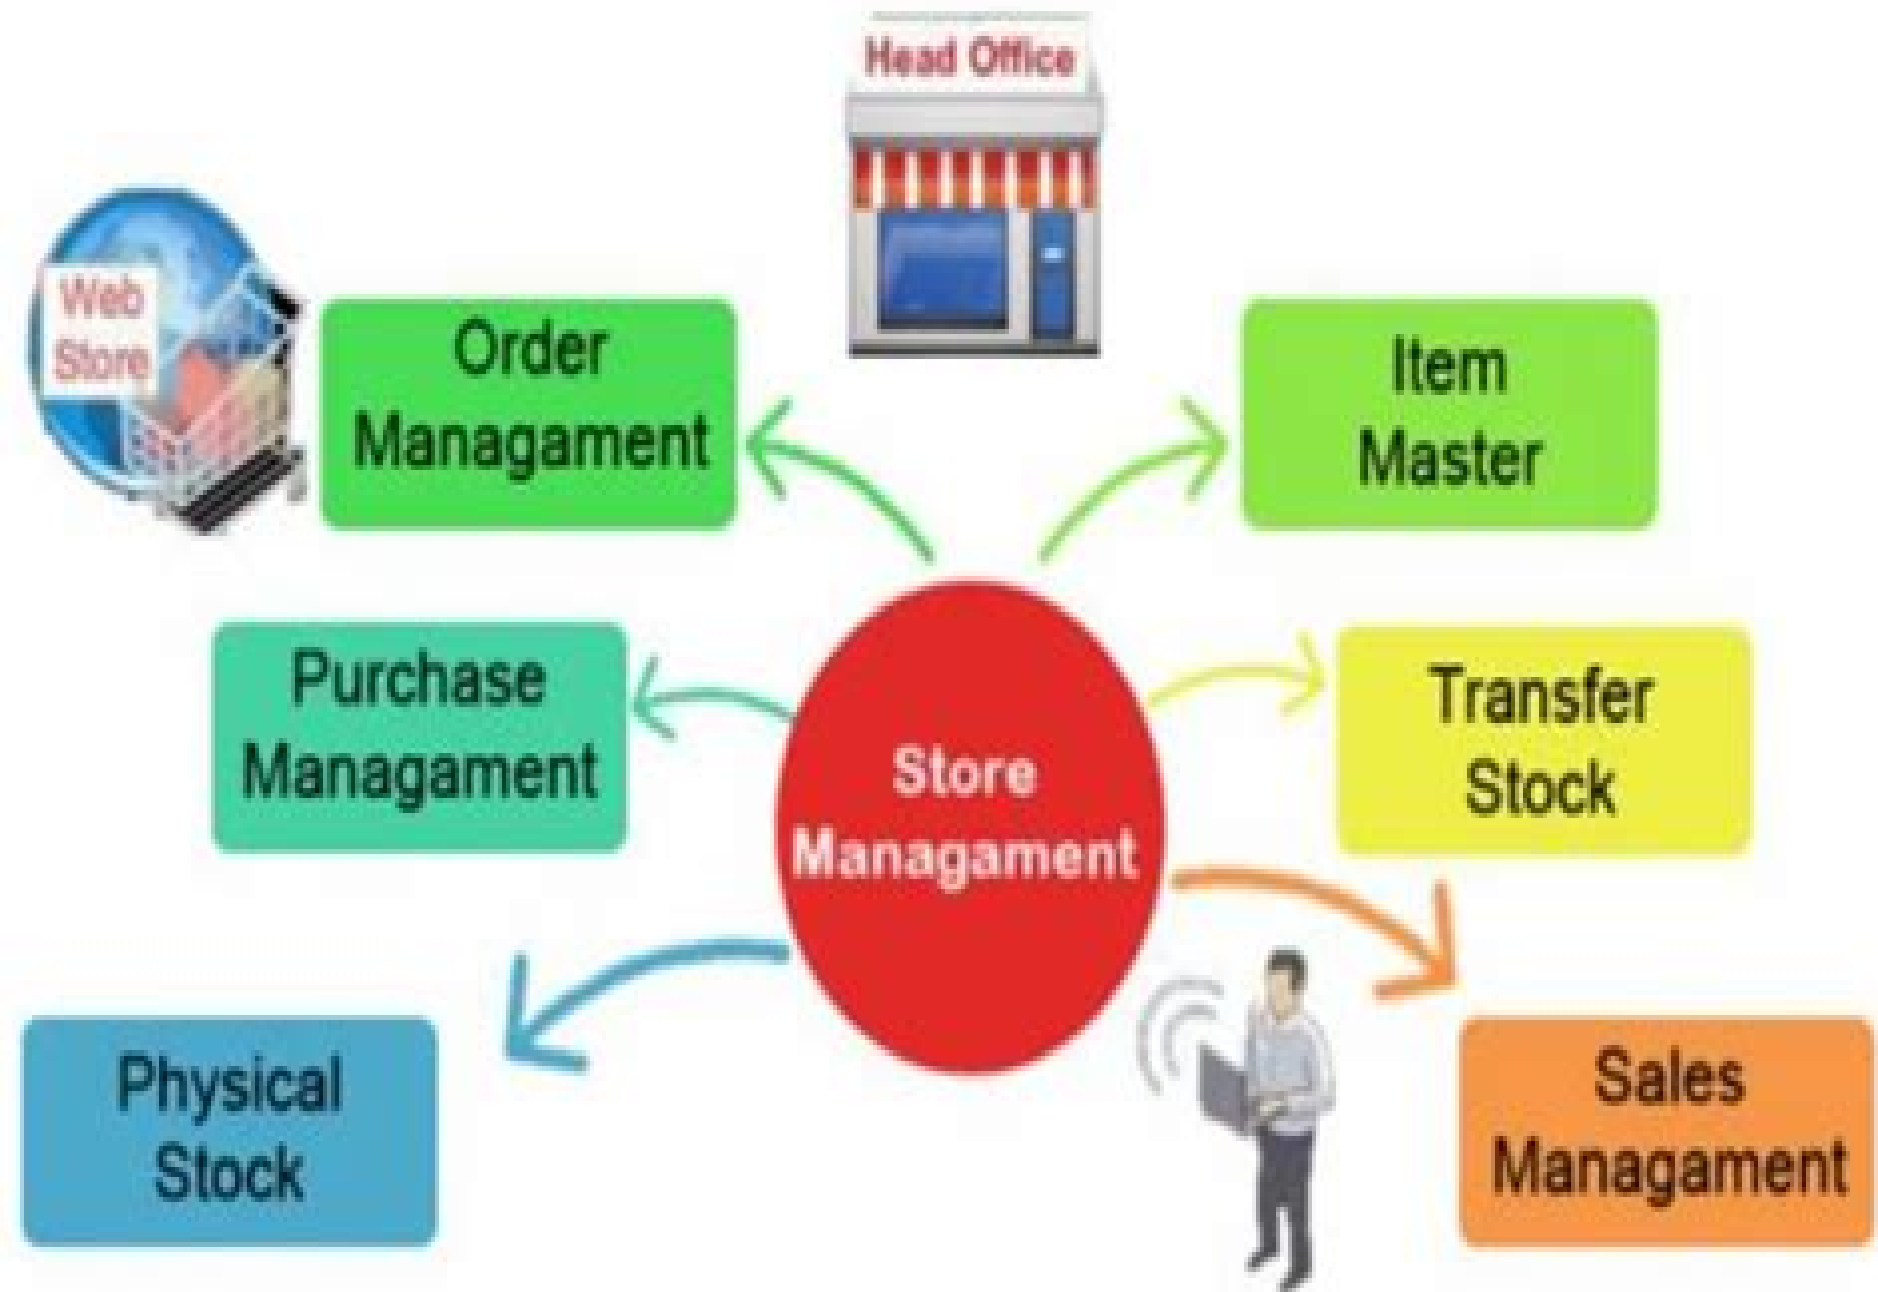 Head Office
Web
Store
Order
Managament
Item
Master
Purchase
Managament
Transfer
Stock
Store
Managament
Physical
Stock
Sales
Managament